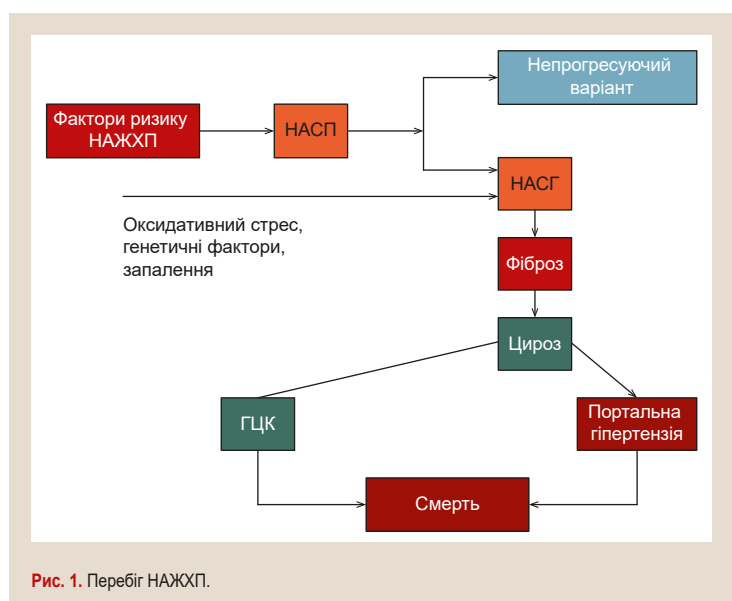 Непрогресуючий
варіант
Фактори ризику
НАЖХП
НАСП
НАСГ
Оксидативний стрес,
генетичні фактори,
запалення
Фіброз
Цироз
ГЦК
Портальна
гіпертензія
Смерть
Рис. 1. Перебіг НАЖХП.